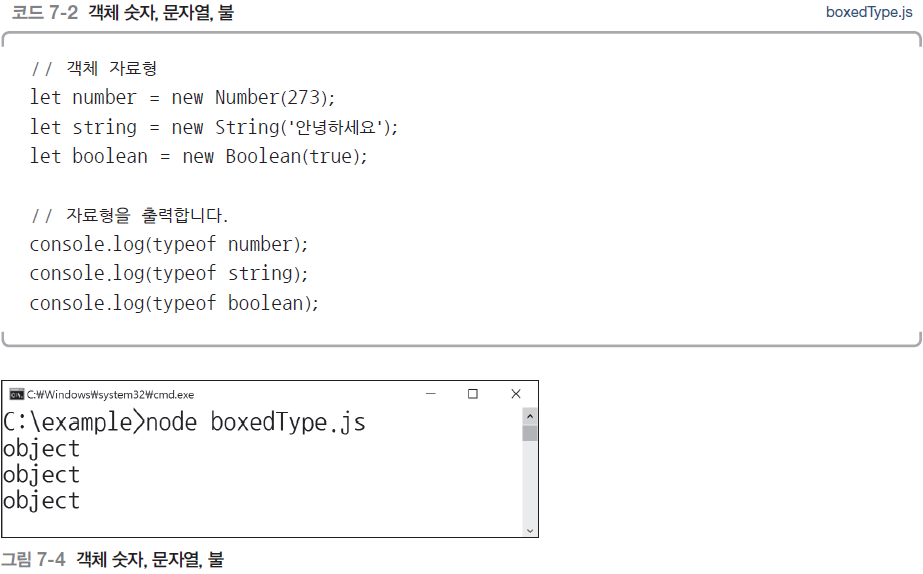 코드 7-2 객체 숫자, 문자열, 불 boxedType.js
// 객체 자료형
let number = new Number(273);
let string = new String('안녕하세요');
let boolean = new Boolean(true);
// 자료형을 출력합니다.
console.log(typeof number);
console.log(typeof string);
console.log(typeof boolean);
C:₩Windows₩system32₩cmd.exe
C:\example>node boxedType.js
object
object
object
그림 7-4 객체 숫자, 문자열, 불